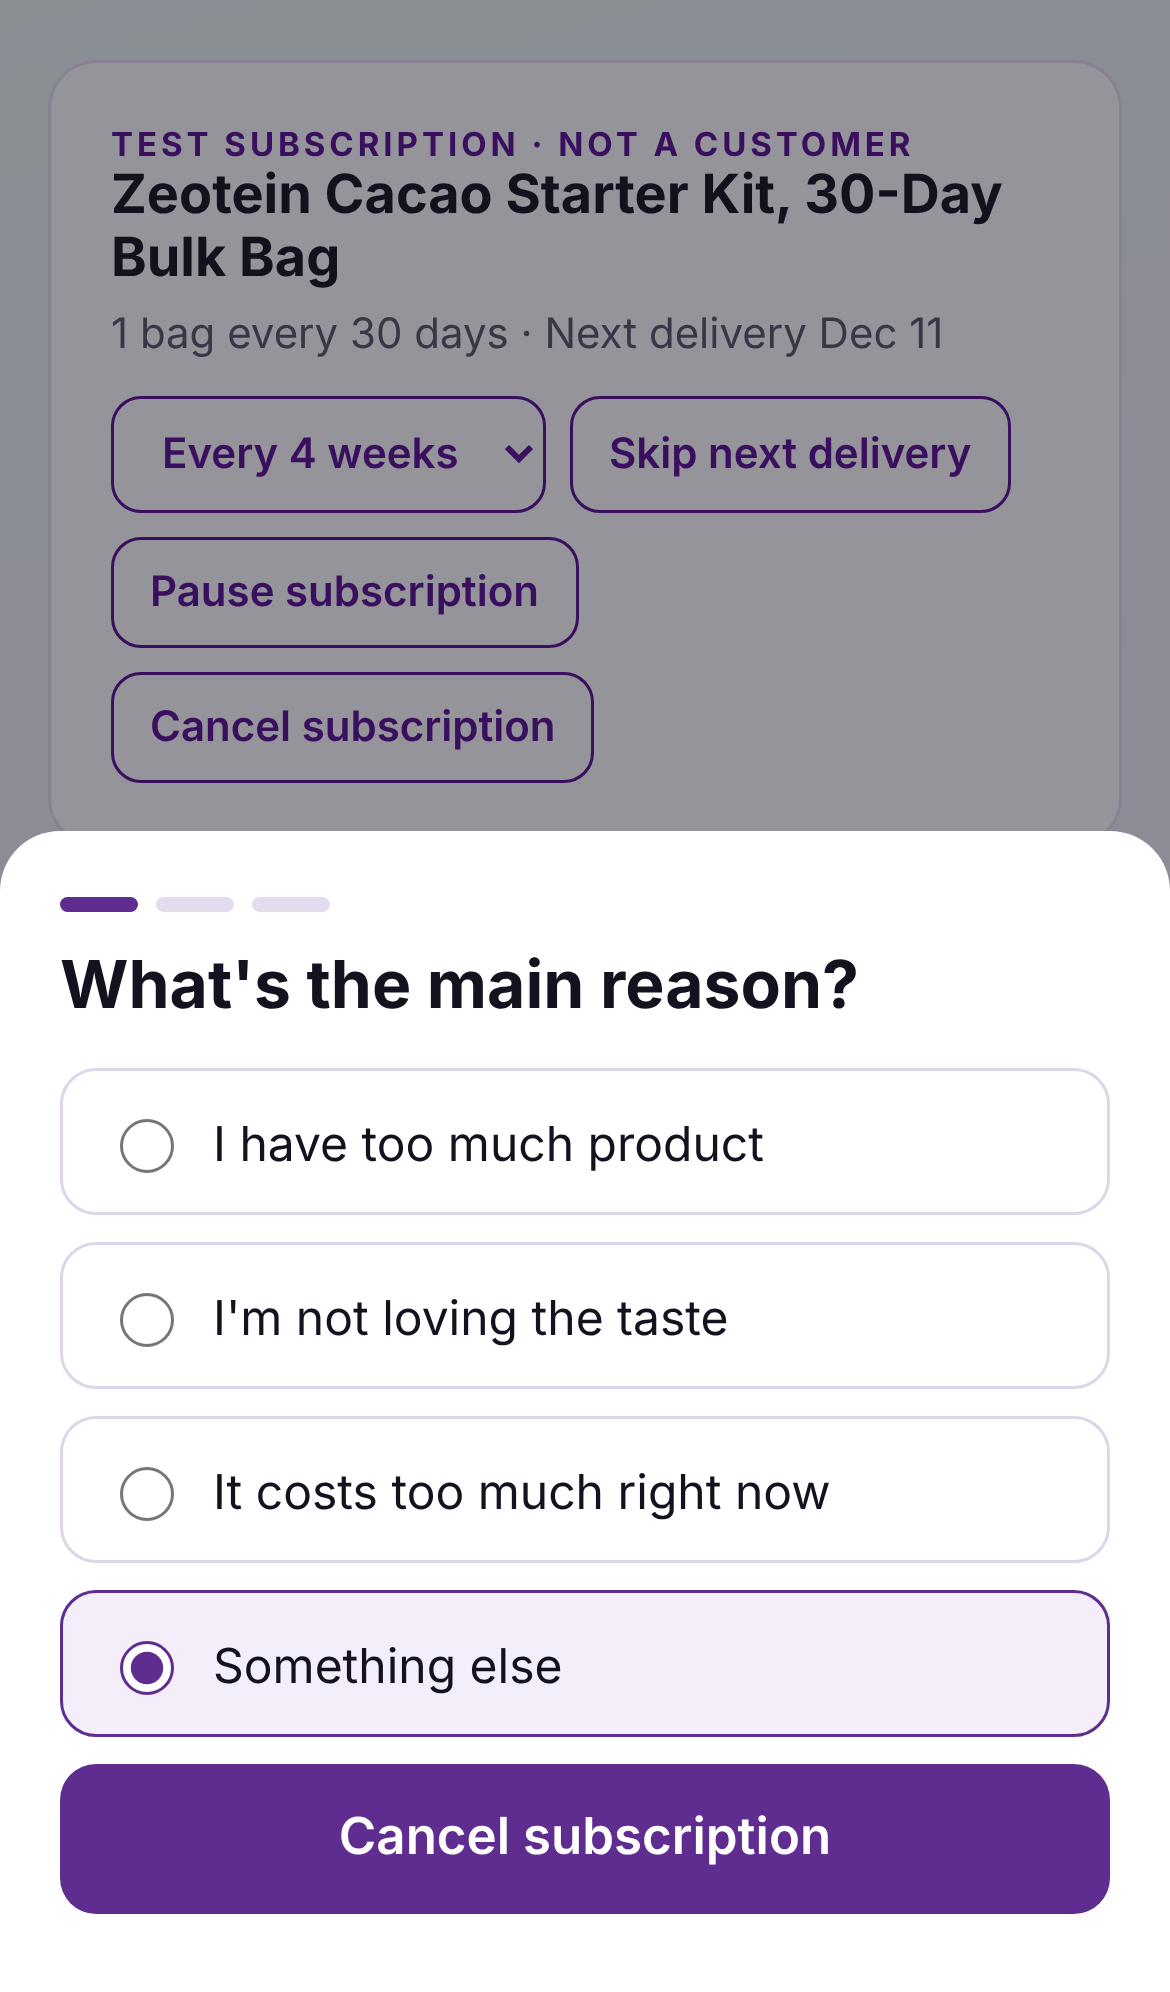 TEST SUBSCRIPTION · NOT A CUSTOMER
Zeotein Cacao Starter Kit, 30-Day
Bulk Bag
1 bag every 30 days · Next delivery Dec 11
Every 4 weeks
Skip next delivery
Pause subscription
Cancel subscription
What's the main reason?
I have too much product
I'm not loving the taste
It costs too much right now
Something else
Cancel subscription